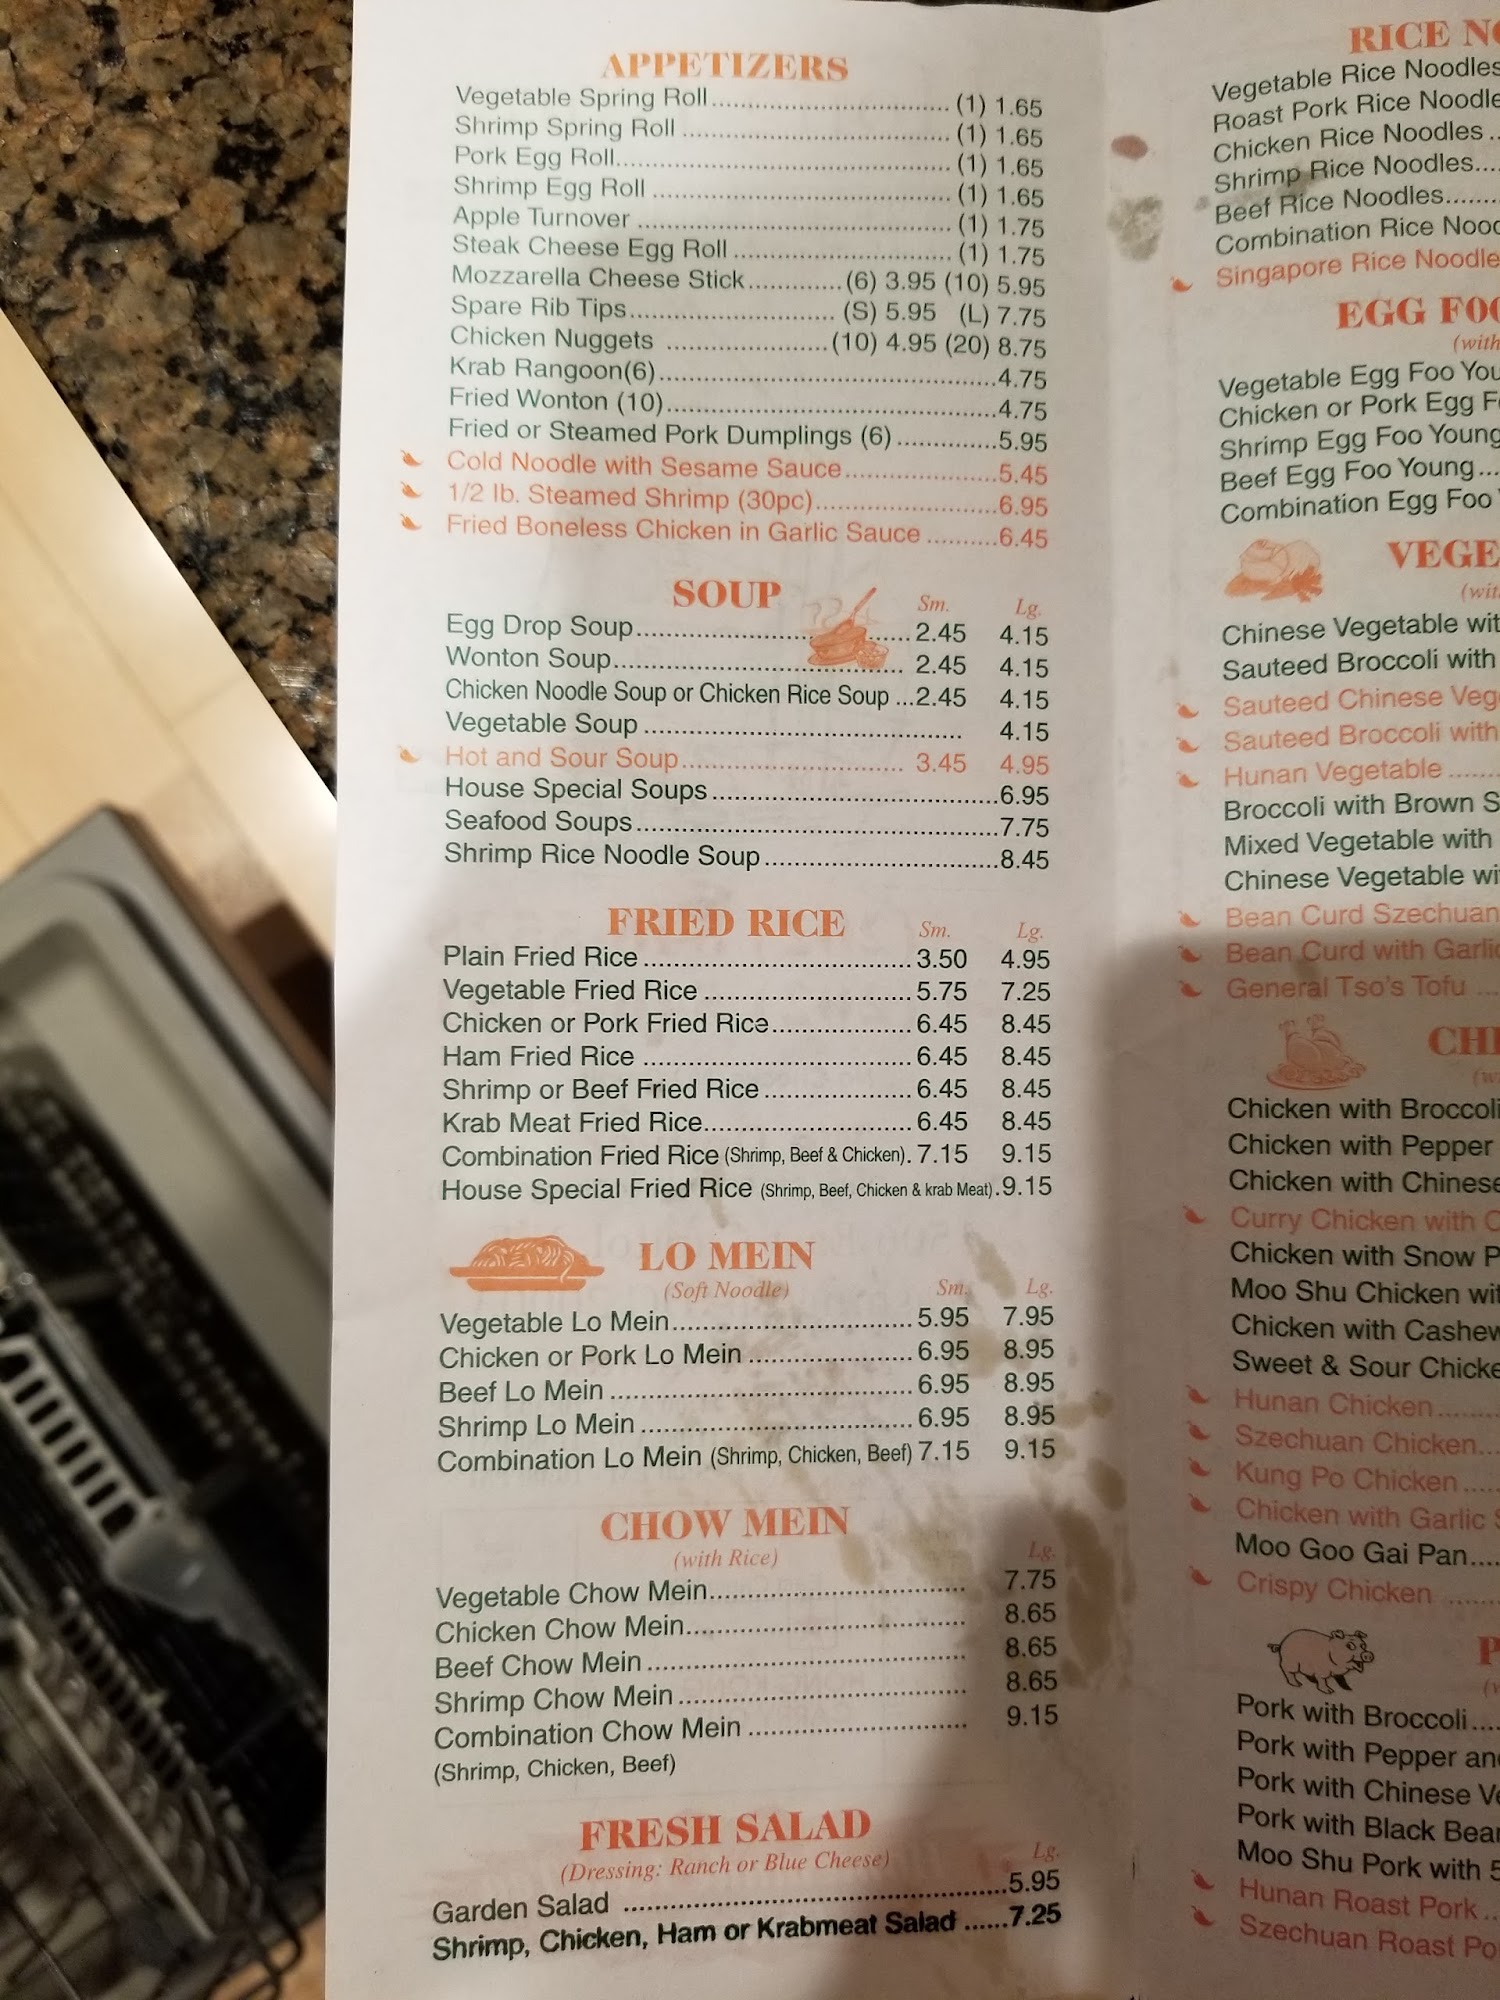 APPETIZERS
Vegetable Spring Roll................................. (1) 1.65
Shrimp Spring Roll ..................................... (1) 1.65
Pork Egg Roll.............................................. (1) 1.65
Shrimp Egg Roll ......................................... (1) 1.65
Apple Turnover ........................................... (1) 1.75
Steak Cheese Egg Roll .............................. (1) 1.75
Mozzarella Cheese Stick.............(6) 3.95 (10) 5.95
Spare Rib Tips............................ (S) 5.95 (L) 7.75
Chicken Nuggets ......................(10) 4.95 (20) 8.75
Krab Rangoon(6)...............................................4.75
Fried Wonton (10)..............................................4.75
Fried or Steamed Pork Dumplings (6) ..............5.95
Cold Noodle with Sesame Sauce.....................5.45
1/2 lb. Steamed Shrimp (30pc).........................6.95
Fried Boneless Chicken in Garlic Sauce ..........6.45
SOUP Sm. Lg.
Egg Drop Soup...................................... 2.45 4.15
Wonton Soup......................................... 2.45 4.15
Chicken Noodle Soup or Chicken Rice Soup ...2.45 4.15
Vegetable Soup ............................................ 4.15
Hot and Sour Soup............................... 3.45 4.95
House Special Soups........................................6.95
Seafood Soups..................................................7.75
Shrimp Rice Noodle Soup................................8.45
FRIED RICE Sm. Lg.
Plain Fried Rice ..................................... 3.50 4.95
Vegetable Fried Rice ............................. 5.75 7.25
Chicken or Pork Fried Rice................... 6.45 8.45
Ham Fried Rice ..................................... 6.45 8.45
Shrimp or Beef Fried Rice .................... 6.45 8.45
Krab Meat Fried Rice............................ 6.45 8.45
Combination Fried Rice (Shrimp, Beef & Chicken). 7.15 9.15
House Special Fried Rice (Shrimp, Beef, Chicken & krab Meat).9.15
LO MEIN
(Soft Noodle) Sm. Lg.
Vegetable Lo Mein................................. 5.95 7.95
Chicken or Pork Lo Mein ...................... 6.95 8.95
Beef Lo Mein ......................................... 6.95 8.95
Shrimp Lo Mein ..................................... 6.95 8.95
Combination Lo Mein (Shrimp, Chicken, Beef) 7.15 9.15
CHOW MEIN
(with Rice) Lg.
Vegetable Chow Mein................................... 7.75
Chicken Chow Mein...................................... 8.65
Beef Chow Mein ........................................... 8.65
Shrimp Chow Mein ....................................... 8.65
Combination Chow Mein .............................. 9.15
(Shrimp, Chicken, Beef)
FRESH SALAD
(Dressing: Ranch or Blue Cheese) Lg.
Garden Salad .....................................................5.95
Shrimp, Chicken, Ham or Krabmeat Salad ......7.25
RICE
Vegetable Rice Noodles
Roast Pork Rice
Chicken Rice Noodles ..
Shrimp Rice Noodles....
Beef Rice Noodles........
Combination Rice
Singapore Rice
EGG
(with
Vegetable Egg Foo
Chicken or Pork Egg
Shrimp Egg Foo Young
Beef Egg Foo Young...
Combination Egg Foo
Chinese Vegetable
Sauteed Broccoli with
Sauteed Chinese
Sauteed Broccoli with
Hunan Vegetable .......
Broccoli with Brown
Mixed Vegetable with
Chinese Vegetable
Bean Curd Szechuan
Bean Curd with
General Tso's Tofu ...
Chicken with Broccoli
Chicken with Pepper
Chicken with
Curry Chicken with
Chicken with Snow
Moo Shu Chicken
Chicken with
Sweet & Sour
Hunan Chicken.........
Szechuan Chicken...
Kung Po Chicken .....
Chicken with Garlic
Moo Goo Gai Pan....
Crispy Chicken .......
Pork with Broccoli....
Pork with Pepper
Pork with Chinese
Pork with Black
Moo Shu Pork with 5
Hunan Roast Pork..
Szechuan Roast